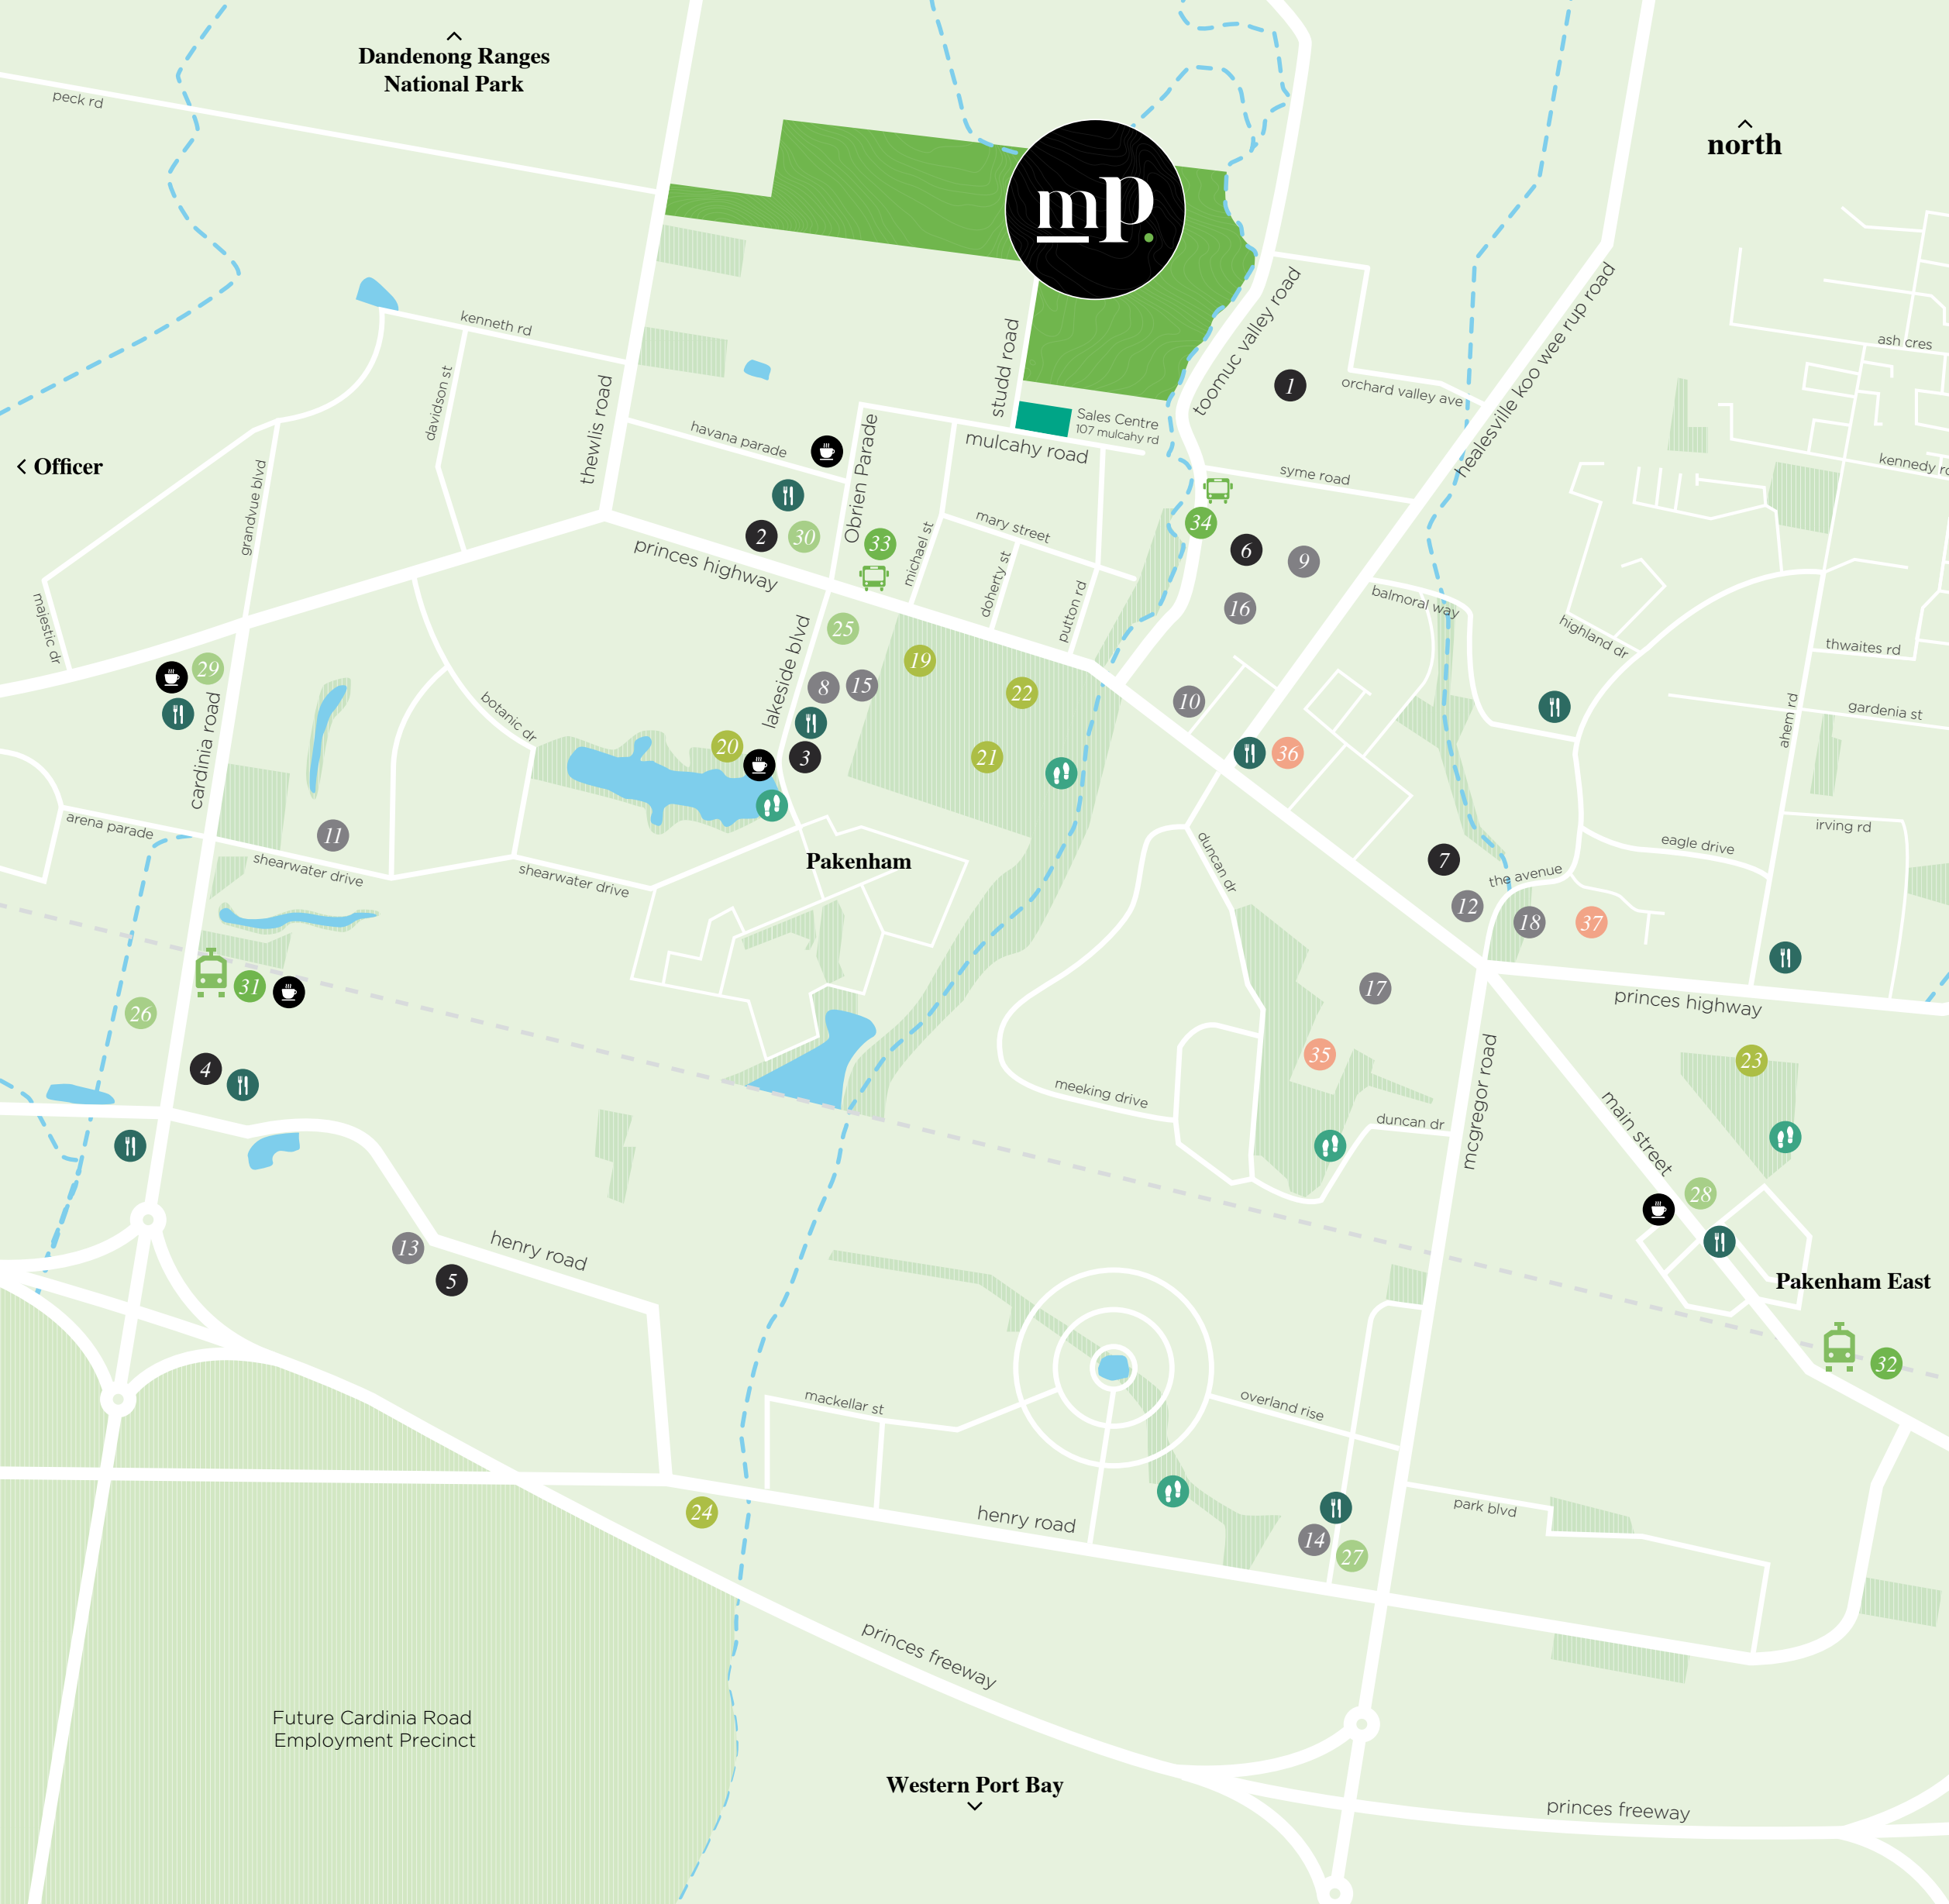 Dandenong Ranges
National Park
peck rd
north
mp.
kenneth rd
ash cres
studd road
toomuc valley road
healesville koo wee rup road
davidson st
thewlis road
1
orchard valley ave
Sales Centre
107 mulcahy rd
havana parade
Obrien Parade
mulcahy road
Officer
kennedy rd
grandvue blvd
syme road
34
mary street
2
30
33
princes highway
michael st
doherty st
putton rd
6
9
16
balmoral way
highland dr
majestic dr
25
thwaites rd
29
19
8
15
22
10
lakeside blvd
botanic dr
cardinia road
ahern rd
gardenia st
20
3
21
36
arena parade
11
irving rd
eagle drive
Pakenham
duncan dr
7
the avenue
shearwater drive
shearwater drive
12
18
37
31
26
17
princes highway
4
35
23
mcgregor road
meeking drive
duncan dr
main street
28
13
henry road
5
Pakenham East
32
mackellar st
overland rise
24
henry road
park blvd
14
27
princes freeway
Future Cardinia Road
Employment Precinct
Western Port Bay
princes freeway